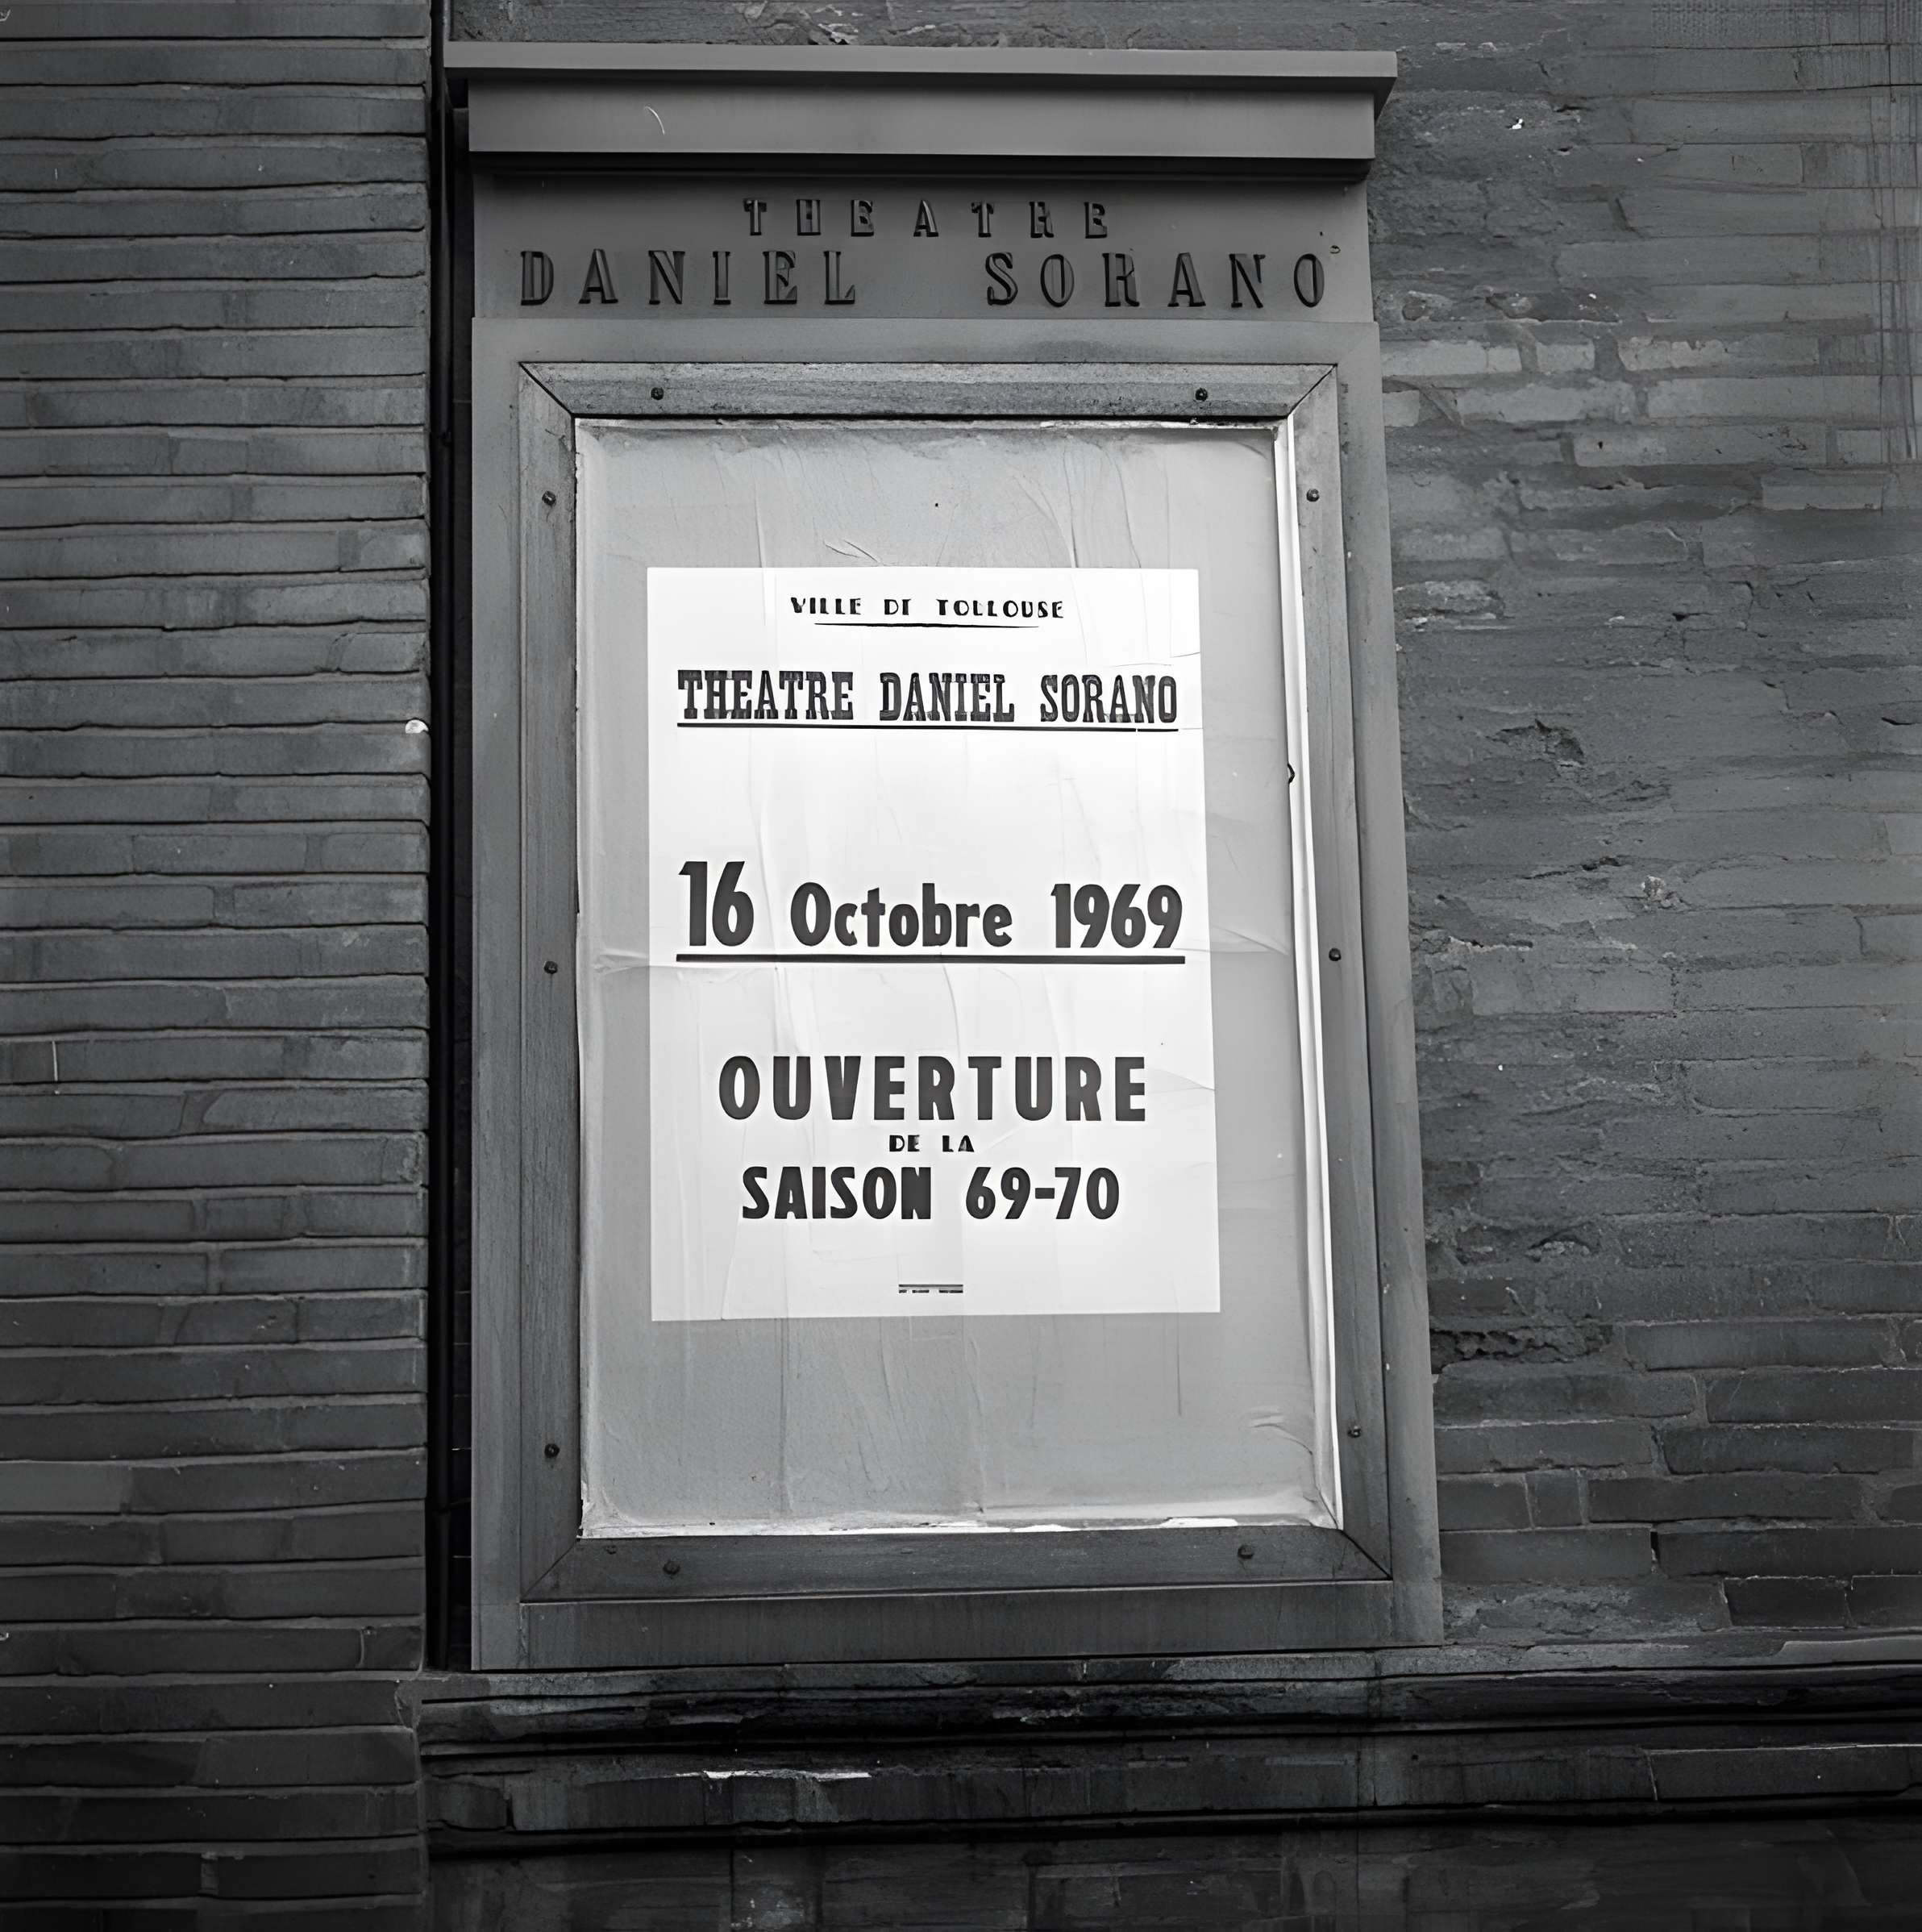 THEATRE
DANIEL SORANO
VILLE DE TOULOUSE
THEATRE DANIEL SORANO
16 Octobre 1969
OUVERTURE
DE LA
SAISON 69-70